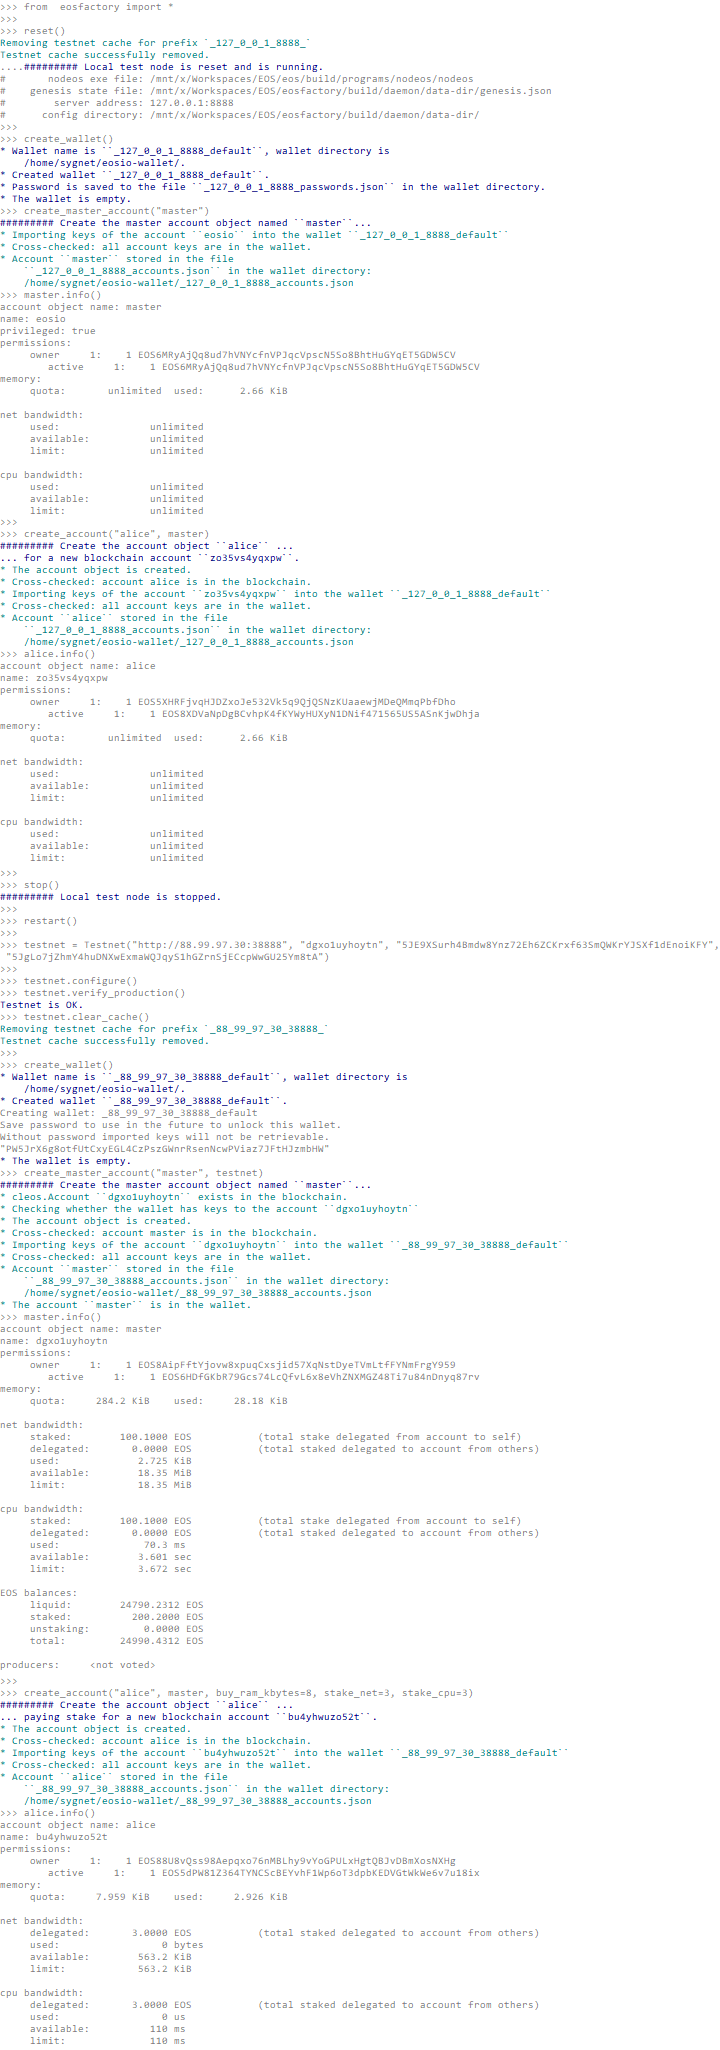 >>> from  eosfactory import *
>>>
>>> reset()
Removing testnet cache for prefix `_127_0_0_1_8888_`
Testnet cache successfully removed.
....######### Local test node is reset and is running.
#       nodeos exe file: /mnt/x/Workspaces/EOS/eos/build/programs/nodeos/nodeos
#    genesis state file: /mnt/x/Workspaces/EOS/eosfactory/build/daemon/data-dir/genesis.json
#        server address: 127.0.0.1:8888
#      config directory: /mnt/x/Workspaces/EOS/eosfactory/build/daemon/data-dir/
>>>
>>> create_wallet()
* Wallet name is ``_127_0_0_1_8888_default``, wallet directory is
    /home/sygnet/eosio-wallet/.
* Created wallet ``_127_0_0_1_8888_default``.
* Password is saved to the file ``_127_0_0_1_8888_passwords.json`` in the wallet directory.
* The wallet is empty.
>>> create_master_account("master")
######### Create the master account object named ``master``...
* Importing keys of the account ``eosio`` into the wallet ``_127_0_0_1_8888_default``
* Cross-checked: all account keys are in the wallet.
* Account ``master`` stored in the file
    ``_127_0_0_1_8888_accounts.json`` in the wallet directory:
    /home/sygnet/eosio-wallet/_127_0_0_1_8888_accounts.json
>>> master.info()
account object name: master
name: eosio
privileged: true
permissions:
     owner     1:    1 EOS6MRyAjQq8ud7hVNYcfnVPJqcVpscN5So8BhtHuGYqET5GDW5CV
        active     1:    1 EOS6MRyAjQq8ud7hVNYcfnVPJqcVpscN5So8BhtHuGYqET5GDW5CV
memory:
     quota:       unlimited  used:      2.66 KiB

net bandwidth:
     used:               unlimited
     available:          unlimited
     limit:              unlimited

cpu bandwidth:
     used:               unlimited
     available:          unlimited
     limit:              unlimited
>>>
>>> create_account("alice", master)
######### Create the account object ``alice`` ...
... for a new blockchain account ``zo35vs4yqxpw``.
* The account object is created.
* Cross-checked: account alice is in the blockchain.
* Importing keys of the account ``zo35vs4yqxpw`` into the wallet ``_127_0_0_1_8888_default``
* Cross-checked: all account keys are in the wallet.
* Account ``alice`` stored in the file
    ``_127_0_0_1_8888_accounts.json`` in the wallet directory:
    /home/sygnet/eosio-wallet/_127_0_0_1_8888_accounts.json
>>> alice.info()
account object name: alice
name: zo35vs4yqxpw
permissions:
     owner     1:    1 EOS5XHRFjvqHJDZxoJe532Vk5q9QjQSNzKUaaewjMDeQMmqPbfDho
        active     1:    1 EOS8XDVaNpDgBCvhpK4fKYWyHUXyN1DNif471565US5ASnKjwDhja
memory:
     quota:       unlimited  used:      2.66 KiB

net bandwidth:
     used:               unlimited
     available:          unlimited
     limit:              unlimited

cpu bandwidth:
     used:               unlimited
     available:          unlimited
     limit:              unlimited
>>>
>>> stop()
######### Local test node is stopped.
>>>
>>> restart()
>>>
>>> testnet = Testnet("http://88.99.97.30:38888", "dgxo1uyhoytn", "5JE9XSurh4Bmdw8Ynz72Eh6ZCKrxf63SmQWKrYJSXf1dEnoiKFY",
 "5JgLo7jZhmY4huDNXwExmaWQJqyS1hGZrnSjECcpWwGU25Ym8tA")
>>>
>>> testnet.configure()
>>> testnet.verify_production()
Testnet is OK.
>>> testnet.clear_cache()
Removing testnet cache for prefix `_88_99_97_30_38888_`
Testnet cache successfully removed.
>>>
>>> create_wallet()
* Wallet name is ``_88_99_97_30_38888_default``, wallet directory is
    /home/sygnet/eosio-wallet/.
* Created wallet ``_88_99_97_30_38888_default``.
Creating wallet: _88_99_97_30_38888_default
Save password to use in the future to unlock this wallet.
Without password imported keys will not be retrievable.
"PW5JrX6g8otfUtCxyEGL4CzPszGWnrRsenNcwPViaz7JFtHJzmbHW"
* The wallet is empty.
>>> create_master_account("master", testnet)
######### Create the master account object named ``master``...
* cleos.Account ``dgxo1uyhoytn`` exists in the blockchain.
* Checking whether the wallet has keys to the account ``dgxo1uyhoytn``
* The account object is created.
* Cross-checked: account master is in the blockchain.
* Importing keys of the account ``dgxo1uyhoytn`` into the wallet ``_88_99_97_30_38888_default``
* Cross-checked: all account keys are in the wallet.
* Account ``master`` stored in the file
    ``_88_99_97_30_38888_accounts.json`` in the wallet directory:
    /home/sygnet/eosio-wallet/_88_99_97_30_38888_accounts.json
* The account ``master`` is in the wallet.
>>> master.info()
account object name: master
name: dgxo1uyhoytn
permissions:
     owner     1:    1 EOS8AipFftYjovw8xpuqCxsjid57XqNstDyeTVmLtfFYNmFrgY959
        active     1:    1 EOS6HDfGKbR79Gcs74LcQfvL6x8eVhZNXMGZ48Ti7u84nDnyq87rv
memory:
     quota:     284.2 KiB    used:     28.18 KiB

net bandwidth:
     staked:        100.1000 EOS           (total stake delegated from account to self)
     delegated:       0.0000 EOS           (total staked delegated to account from others)
     used:             2.725 KiB
     available:        18.35 MiB
     limit:            18.35 MiB

cpu bandwidth:
     staked:        100.1000 EOS           (total stake delegated from account to self)
     delegated:       0.0000 EOS           (total staked delegated to account from others)
     used:              70.3 ms
     available:        3.601 sec
     limit:            3.672 sec

EOS balances:
     liquid:        24790.2312 EOS
     staked:          200.2000 EOS
     unstaking:         0.0000 EOS
     total:         24990.4312 EOS

producers:     <not voted>
>>>
>>> create_account("alice", master, buy_ram_kbytes=8, stake_net=3, stake_cpu=3)
######### Create the account object ``alice`` ...
... paying stake for a new blockchain account ``bu4yhwuzo52t``.
* The account object is created.
* Cross-checked: account alice is in the blockchain.
* Importing keys of the account ``bu4yhwuzo52t`` into the wallet ``_88_99_97_30_38888_default``
* Cross-checked: all account keys are in the wallet.
* Account ``alice`` stored in the file
    ``_88_99_97_30_38888_accounts.json`` in the wallet directory:
    /home/sygnet/eosio-wallet/_88_99_97_30_38888_accounts.json
>>> alice.info()
account object name: alice
name: bu4yhwuzo52t
permissions:
     owner     1:    1 EOS88U8vQss98Aepqxo76nMBLhy9vYoGPULxHgtQBJvDBmXosNXHg
        active     1:    1 EOS5dPW81Z364TYNCScBEYvhF1Wp6oT3dpbKEDVGtWkWe6v7u18ix
memory:
     quota:     7.959 KiB    used:     2.926 KiB

net bandwidth:
     delegated:       3.0000 EOS           (total staked delegated to account from others)
     used:                 0 bytes
     available:        563.2 KiB
     limit:            563.2 KiB

cpu bandwidth:
     delegated:       3.0000 EOS           (total staked delegated to account from others)
     used:                 0 us
     available:          110 ms
     limit:              110 ms